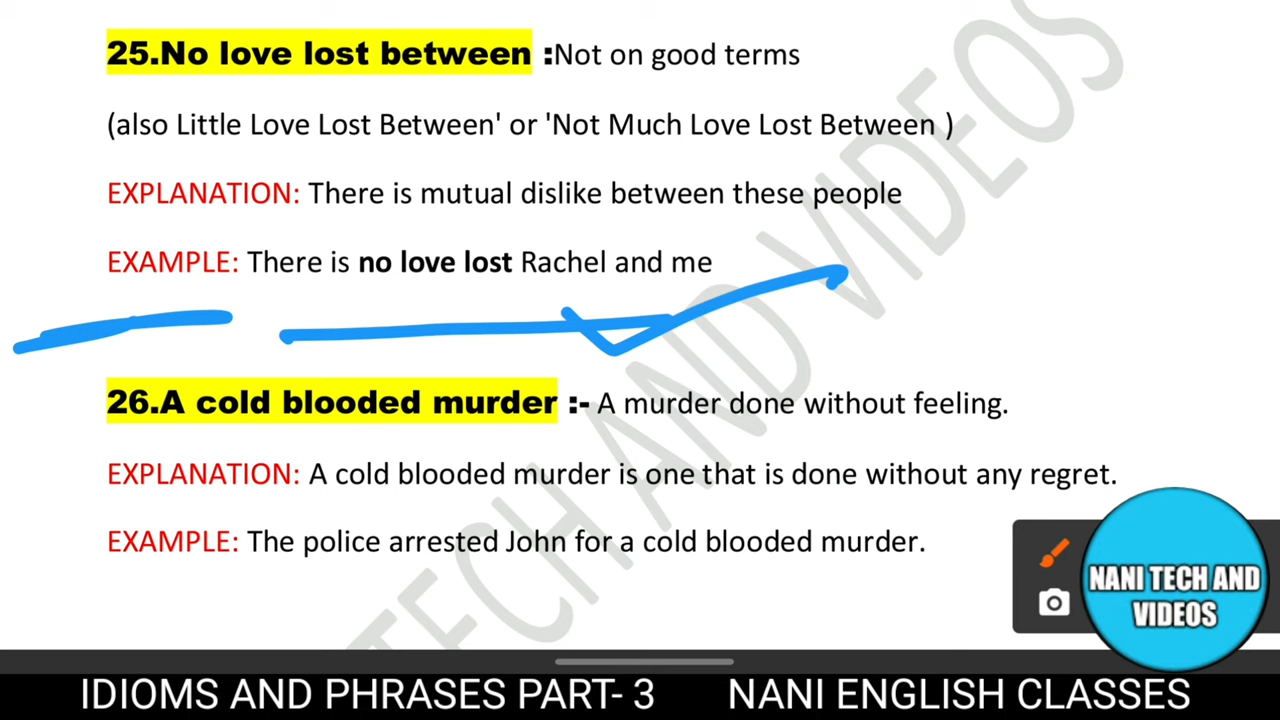 25.No love lost between :Not on good terms
(also Little Love Lost Between' or 'Not Much Love Lost Between )
EXPLANATION: There is mutual dislike between these people
EXAMPLE: There is no love lost Rachel and me
26.A cold blooded murder :- A murder done without feeling.
EXPLANATION: A cold blooded murder is one that is done without any regret.
EXAMPLE: The police arrested John for a cold blooded murder.
TECH AND VIDEOS
NANI TECH AND
VIDEOS
IDIOMS AND PHRASES PART- 3 NANI ENGLISH CLASSES